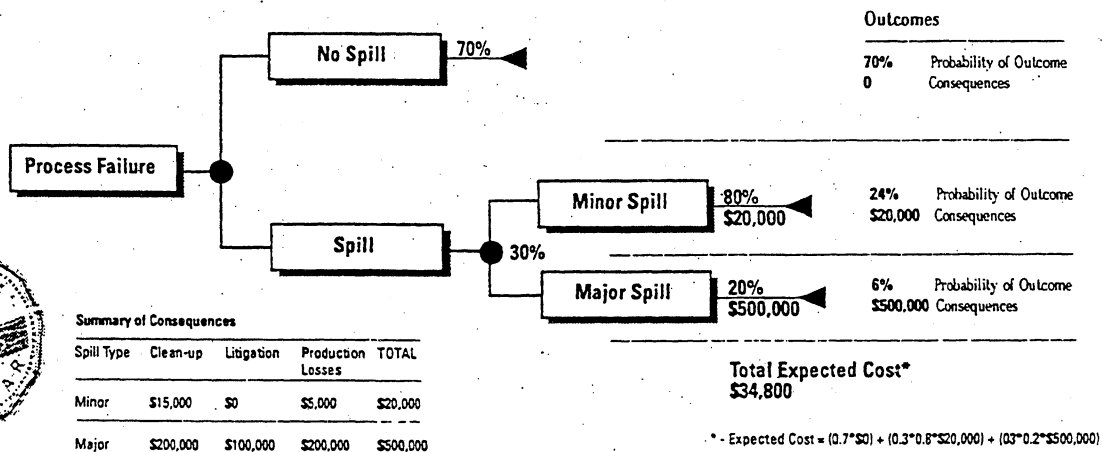 Outcomes
No Spill
70%
70% Probability of Outcome
0 Consequences
Process Failure
Minor Spill
80%
$20,000
24% Probability of Outcome
$20,000 Consequences
Spill
30%
Major Spill
20%
$500,000
6% Probability of Outcome
$500,000 Consequences
Summary of Consequences
Spill Type Clean-up Litigation Production Losses TOTAL
Minor $15,000 $0 $5,000 $20,000
Major $200,000 $100,000 $200,000 $500,000
Total Expected Cost*
$34,800
* - Expected Cost = (0.7*$0) + (0.3*0.8*$20,000) + (03*0.2*$500,000)